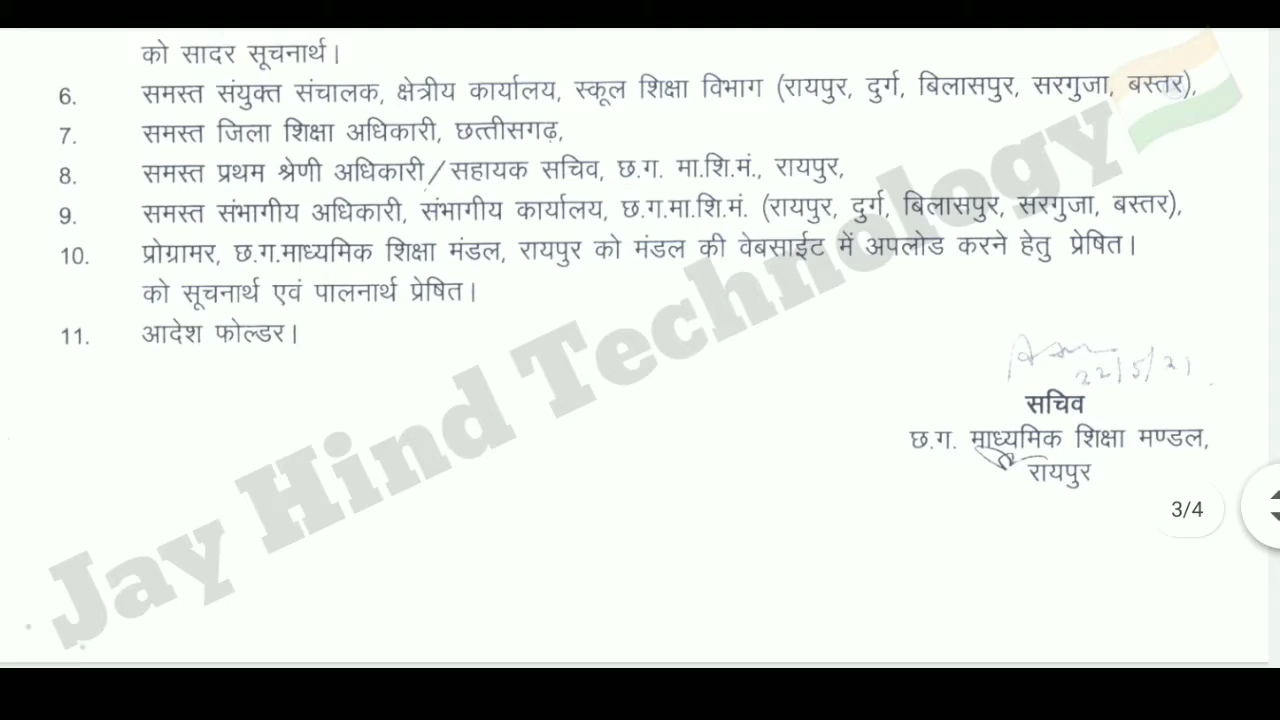 को सादर सूचनार्थ।
6. समस्त संयुक्त संचालक, क्षेत्रीय कार्यालय, स्कूल शिक्षा विभाग (रायपुर, दुर्ग, बिलासपुर, सरगुजा, बस्तर),
7. समस्त जिला शिक्षा अधिकारी, छत्तीसगढ़,
8. समस्त प्रथम श्रेणी अधिकारी/सहायक सचिव, छ.ग. मा.शि.मं., रायपुर,
9. समस्त संभागीय अधिकारी, संभागीय कार्यालय, छ.ग.मा.शि.मं. (रायपुर, दुर्ग, बिलासपुर, सरगुजा, बस्तर),
10. प्रोग्रामर, छ.ग.माध्यमिक शिक्षा मंडल, रायपुर को मंडल की वेबसाईट में अपलोड करने हेतु प्रेषित।
को सूचनार्थ एवं पालनार्थ प्रेषित।
11. आदेश फोल्डर।
22/5/21
सचिव
छ.ग. माध्यमिक शिक्षा मण्डल,
रायपुर
3/4
Jay Hind Technology